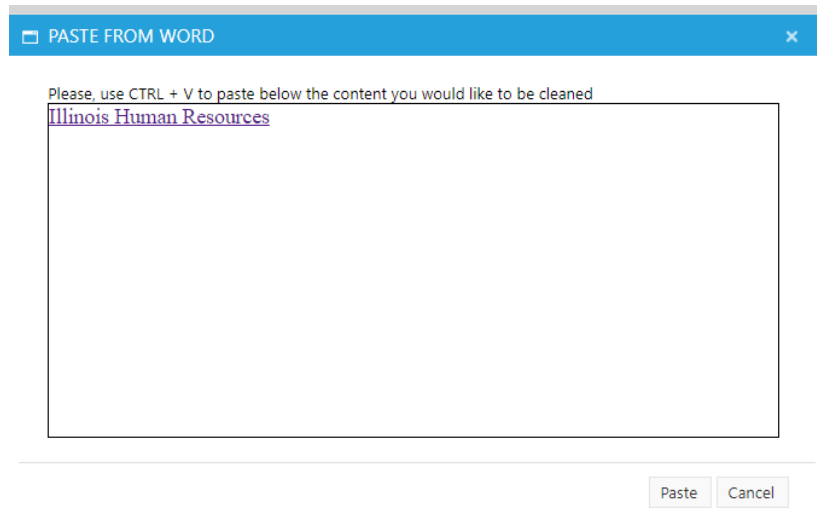 PASTE FROM WORD
Please, use CTRL + V to paste below the content you would like to be cleaned
Illinois Human Resources
Paste Cancel